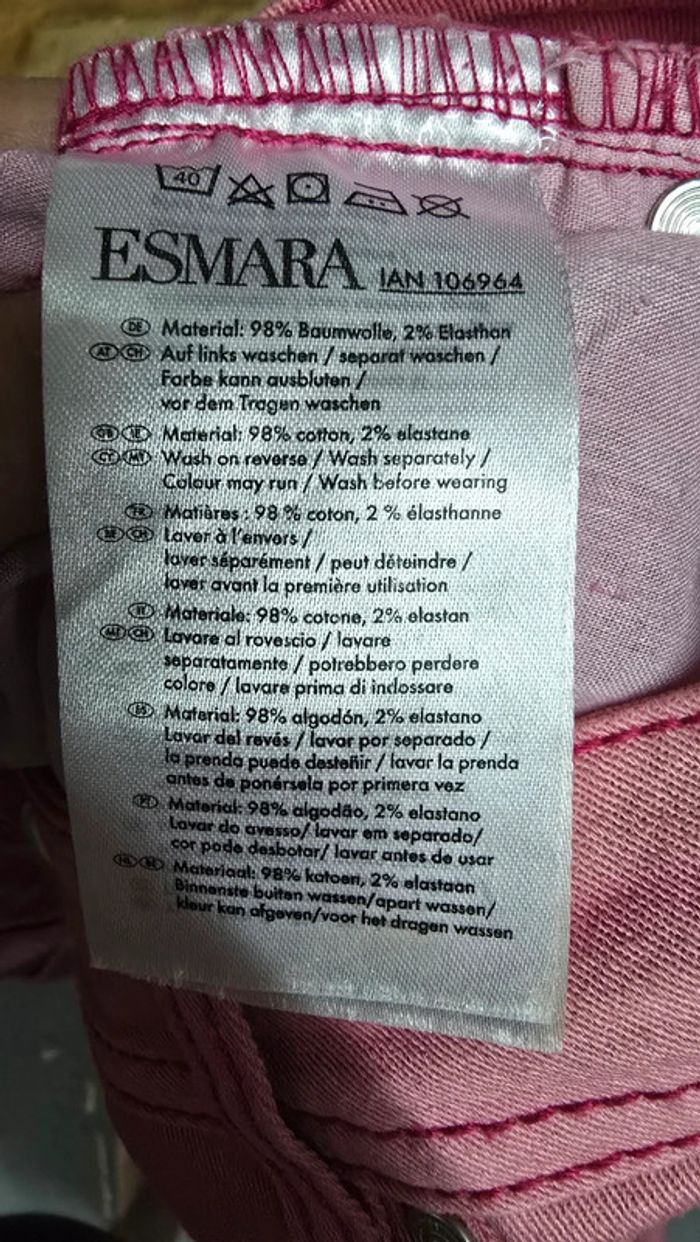 40
ESMARA IAN 106964
DE Material: 98% Baumwolle, 2% Elasthan
AT CH Auf links waschen / separat waschen /
Farbe kann ausbluten /
vor dem Tragen waschen
GB IE Material: 98% cotton, 2% elastane
CY MT Wash on reverse / Wash separately /
Colour may run / Wash before wearing
FR Matières : 98 % coton, 2 % élasthanne
BE CH Laver à l'envers /
laver séparément / peut déteindre /
laver avant la première utilisation
IT Materiale: 98% cotone, 2% elastan
MT CH Lavare al rovescio / lavare
separatamente / potrebbero perdere
colore / lavare prima di indossare
ES Material: 98% algodón, 2% elastano
Lavar del revés / lavar por separado /
la prenda puede desteñir / lavar la prenda
antes de ponérsela por primera vez
PT Material: 98% algodão, 2% elastano
Lavar do avesso/ lavar em separado/
cor pode desbotar/ lavar antes de usar
NL BE Materiaal: 98% katoen, 2% elastaan
Binnenste buiten wassen/apart wassen/
kleur kan afgeven/voor het dragen wassen